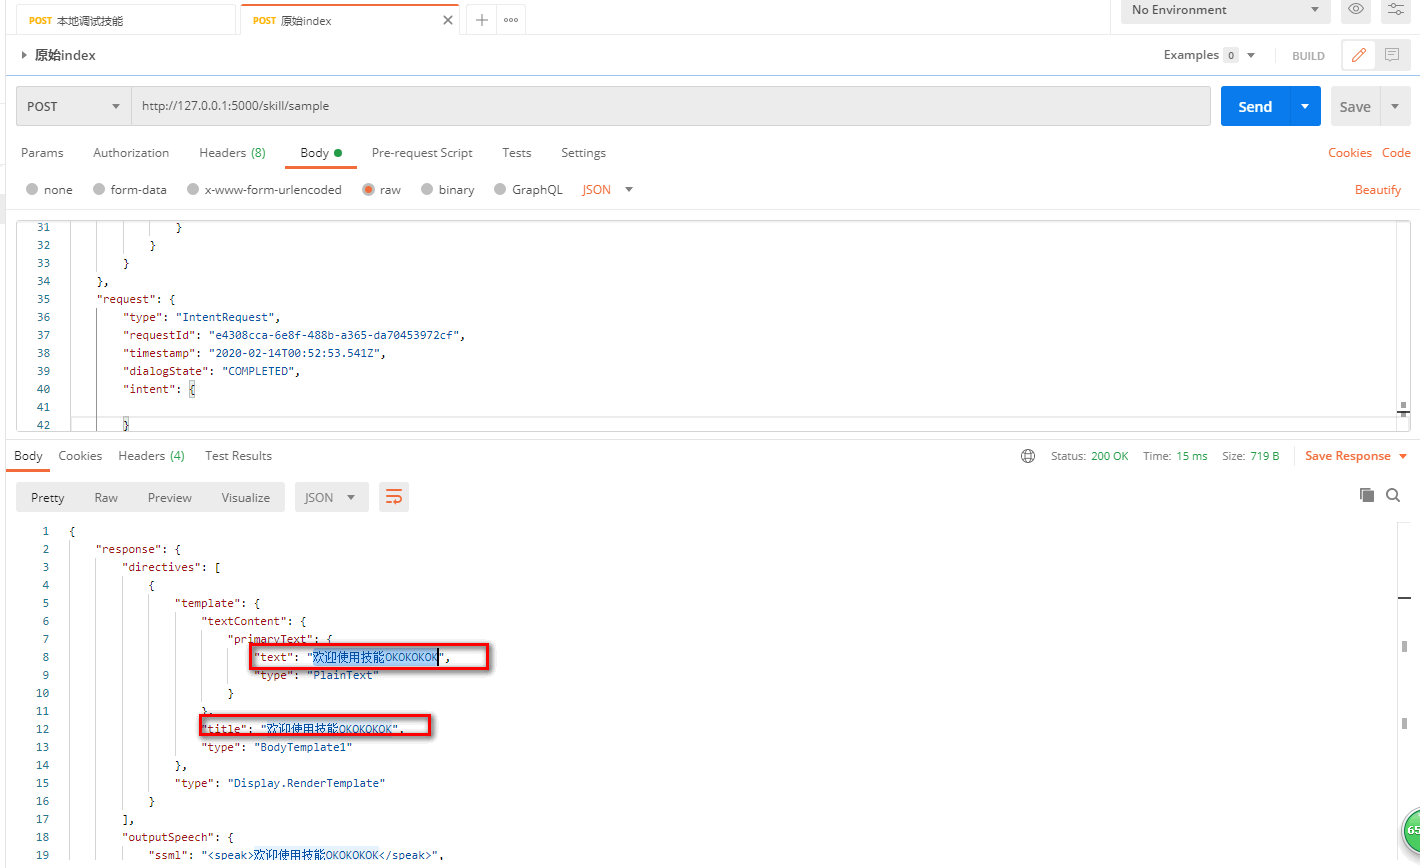 POST 本地调试技能
POST 原始index
No Environment
原始index
Examples 0
BUILD
POST
http://127.0.0.1:5000/skill/sample
Send
Save
Params Authorization Headers (8) Body Pre-request Script Tests Settings
Cookies Code
none form-data x-www-form-urlencoded raw binary GraphQL JSON
Beautify
31 }
32 }
33 }
34 },
35 "request": {
36 "type": "IntentRequest",
37 "requestId": "e4308cca-6e8f-488b-a365-da70453972cf",
38 "timestamp": "2020-02-14T00:52:53.541Z",
39 "dialogState": "COMPLETED",
40 "intent": {
41
42 }
Body Cookies Headers (4) Test Results
Status: 200 OK Time: 15 ms Size: 719 B
Save Response
Pretty Raw Preview Visualize JSON
1 {
2 "response": {
3 "directives": [
4 {
5 "template": {
6 "textContent": {
7 "primaryText": {
8 "text": "欢迎使用技能OKOKOKOK",
9 "type": "PlainText"
10 }
11 },
12 "title": "欢迎使用技能OKOKOKOK",
13 "type": "BodyTemplate1"
14 },
15 "type": "Display.RenderTemplate"
16 }
17 ],
18 "outputSpeech": {
19 "ssml": "<speak>欢迎使用技能OKOKOKOK</speak>",